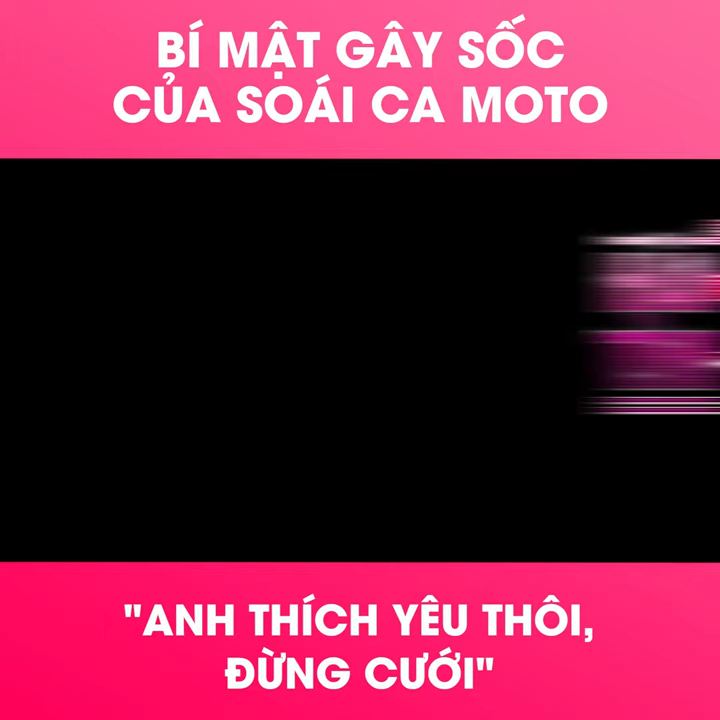 BÍ MẬT GÂY SỐC
CỦA SOÁI CA MOTO
"ANH THÍCH YÊU THÔI,
ĐỪNG CƯỚI"